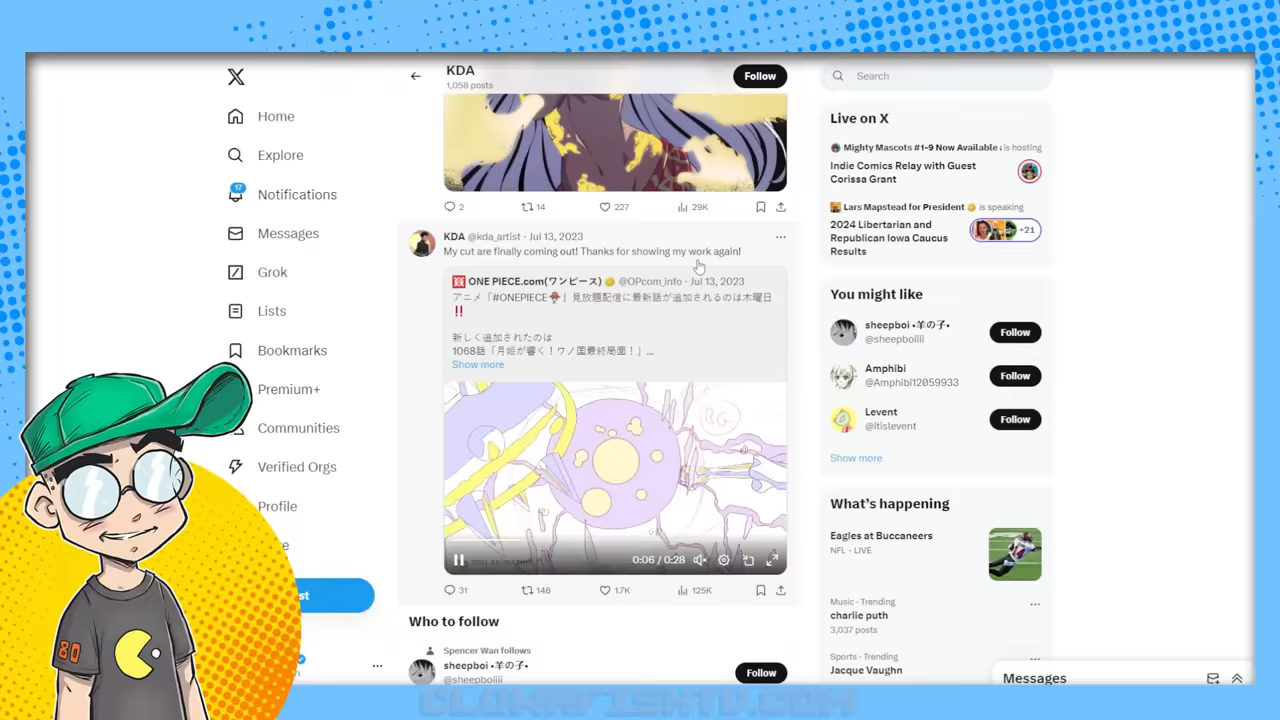 KDA
1,058 posts
Follow
Search
Home
Explore
17
Notifications
Messages
Grok
Lists
Bookmarks
Premium+
Communities
Verified Orgs
Profile
2
14
227
29K
KDA @kda_artist · Jul 13, 2023
My cut are finally coming out! Thanks for showing my work again!
ONE PIECE.com(ワンピース) @OPcom_info · Jul 13, 2023
アニメ「#ONEPIECE」見放題配信に最新話が追加されるのは木曜日
‼
新しく追加されたのは
1068話「月姫が響く！ワノ国最終局面！」...
Show more
BG
0:06 / 0:28
31
146
1.7K
125K
Who to follow
Spencer Wan follows
sheepboi •羊の子•
@sheepboiiii
Follow
Live on X
Mighty Mascots #1-9 Now Available is hosting
Indie Comics Relay with Guest
Corissa Grant
Lars Mapstead for President is speaking
2024 Libertarian and
Republican Iowa Caucus
Results
+21
You might like
sheepboi •羊の子•
@sheepboiiii
Follow
Amphibi
@Amphibi12059933
Follow
Levent
@itislevent
Follow
Show more
What's happening
Eagles at Buccaneers
NFL · LIVE
Music · Trending
charlie puth
3,037 posts
Sports · Trending
Jacque Vaughn
Messages
80
CLOWNFISHTV.COM